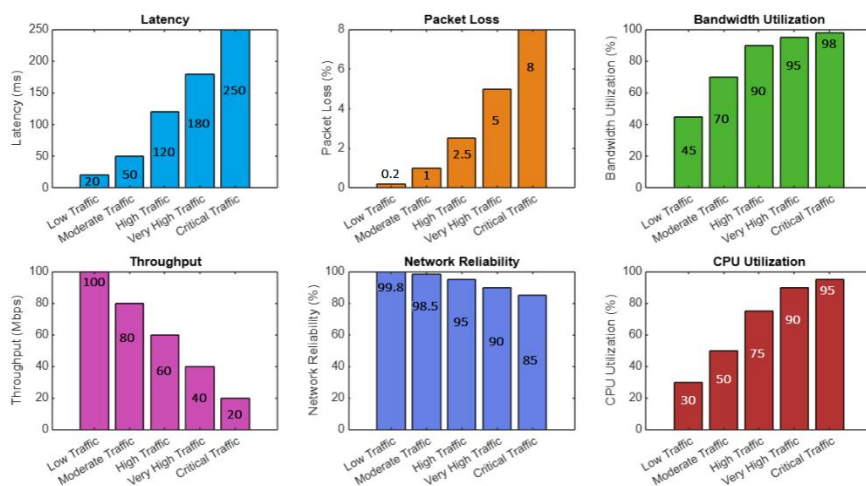 Latency
Latency (ms)
250
200
150
100
50
0
20
50
120
180
250
Low Traffic
Moderate Traffic
High Traffic
Very High Traffic
Critical Traffic
Packet Loss
Packet Loss (%)
8
6
4
2
0
0.2
1
2.5
5
8
Low Traffic
Moderate Traffic
High Traffic
Very High Traffic
Critical Traffic
Bandwidth Utilization
Bandwidth Utilization (%)
100
80
60
40
20
0
45
70
90
95
98
Low Traffic
Moderate Traffic
High Traffic
Very High Traffic
Critical Traffic
Throughput
Throughput (Mbps)
100
80
60
40
20
0
100
80
60
40
20
Low Traffic
Moderate Traffic
High Traffic
Very High Traffic
Critical Traffic
Network Reliability
Network Reliability (%)
100
80
60
40
20
0
99.8
98.5
95
90
85
Low Traffic
Moderate Traffic
High Traffic
Very High Traffic
Critical Traffic
CPU Utilization
CPU Utilization (%)
100
80
60
40
20
0
30
50
75
90
95
Low Traffic
Moderate Traffic
High Traffic
Very High Traffic
Critical Traffic